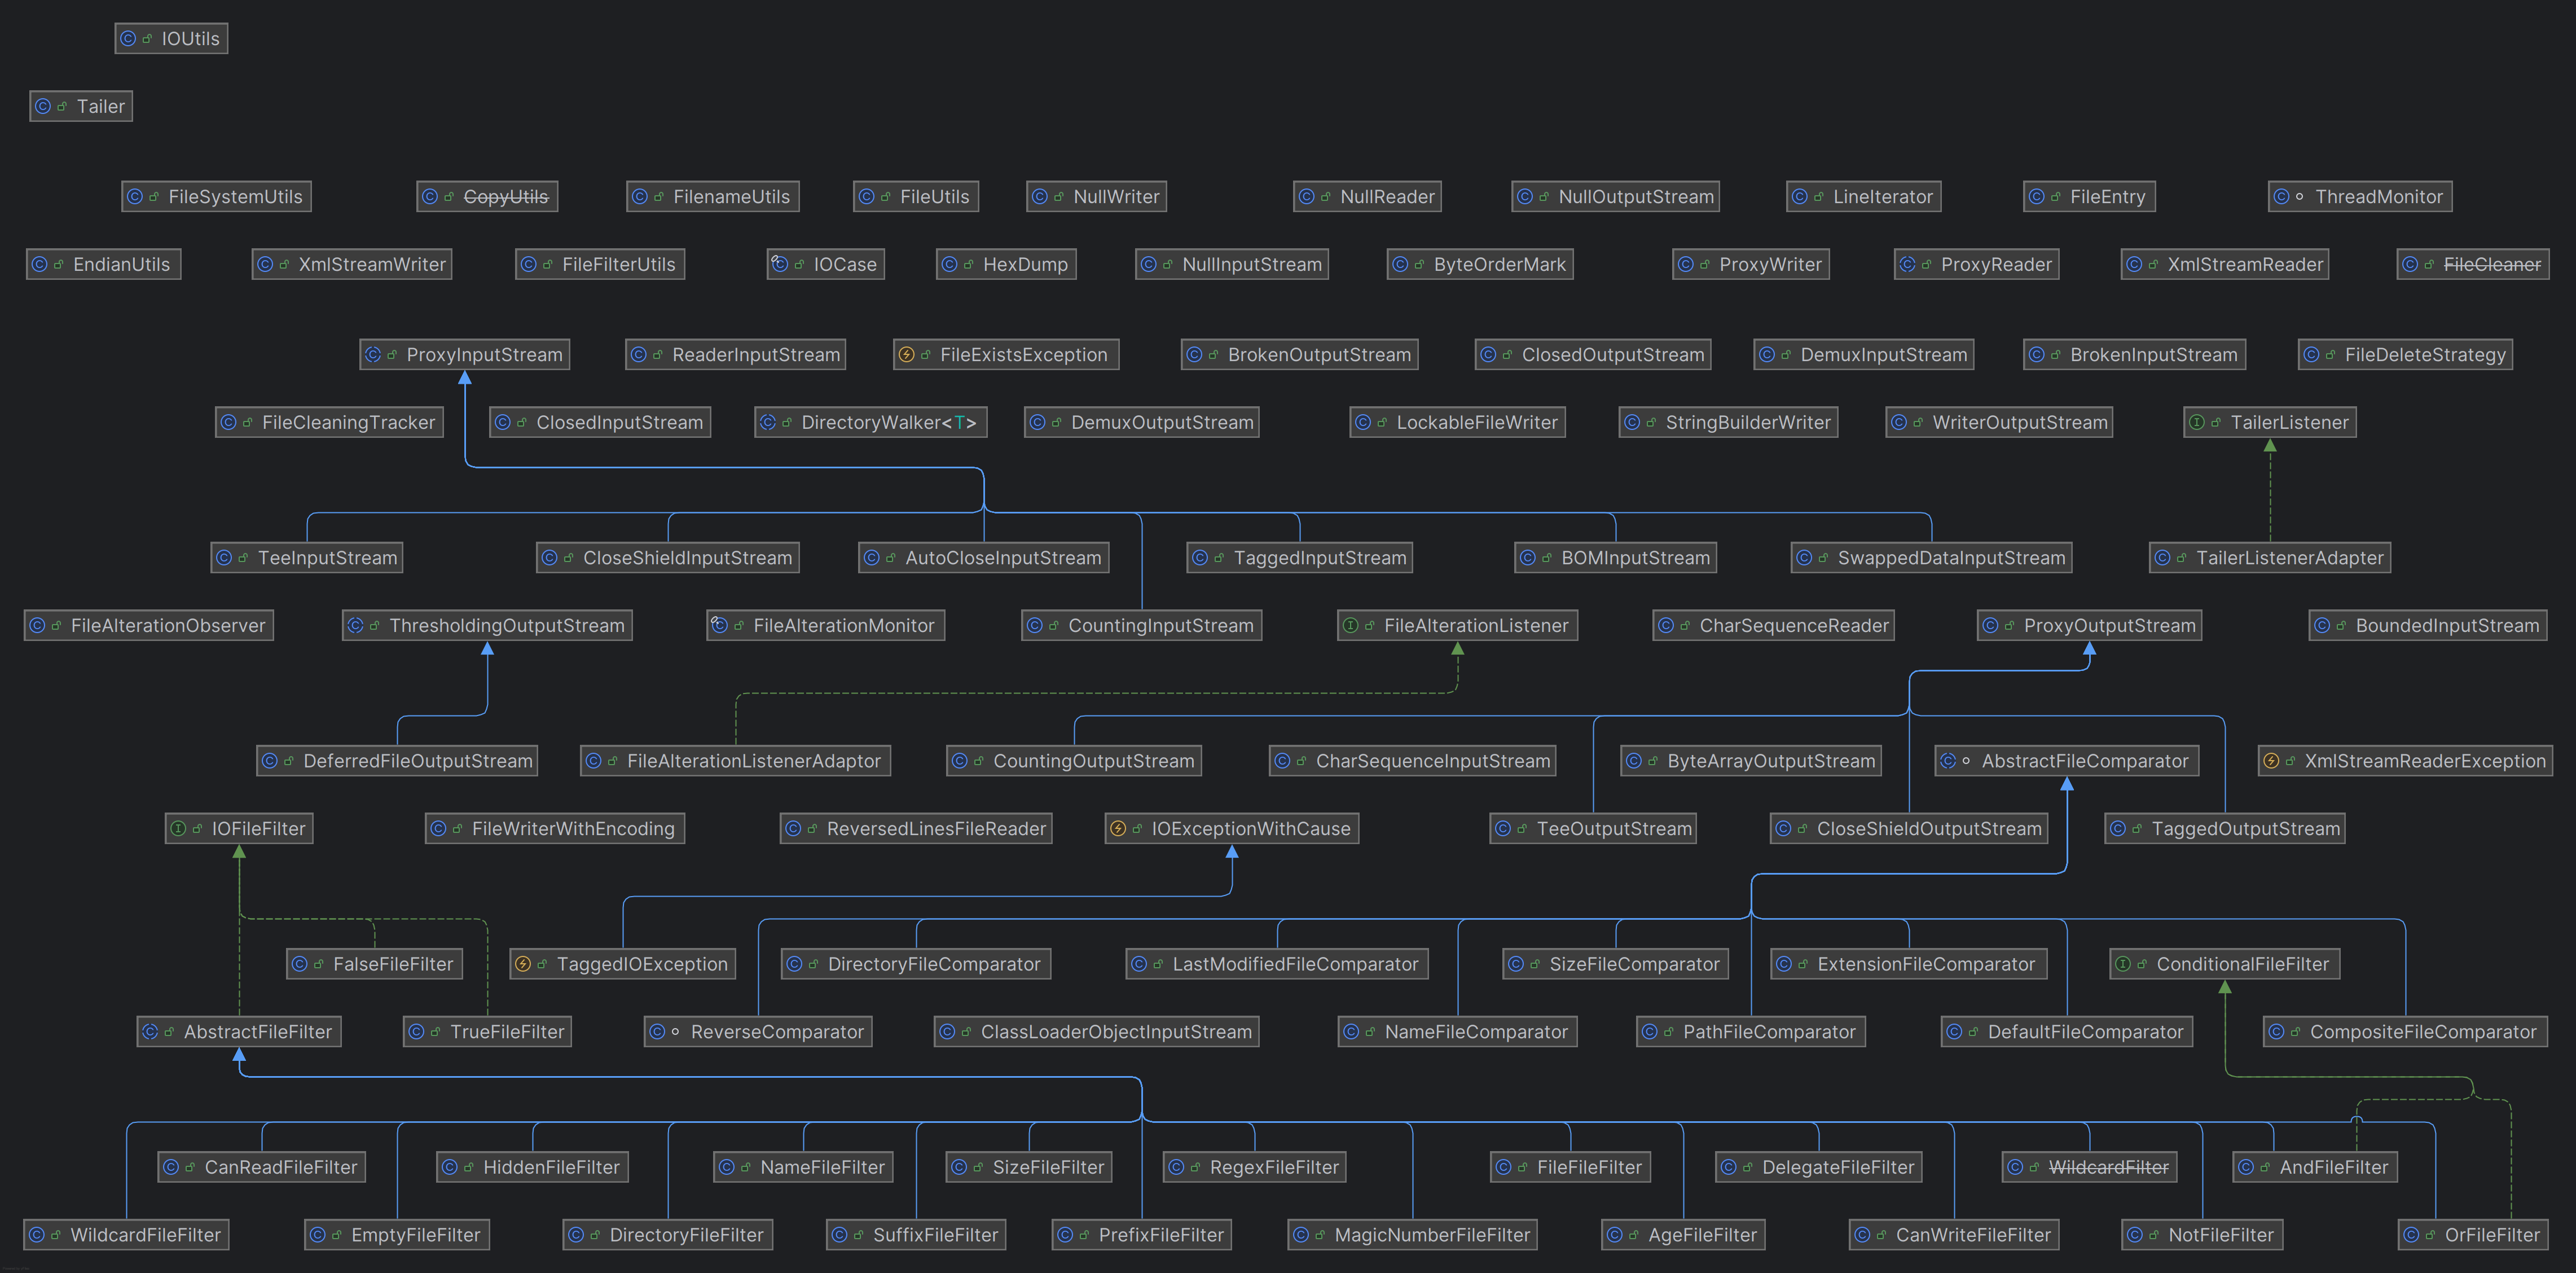 IOUtils
Tailer
FileSystemUtils
CopyUtils
FilenameUtils
FileUtils
NullWriter
NullReader
NullOutputStream
LineIterator
FileEntry
ThreadMonitor
EndianUtils
XmlStreamWriter
FileFilterUtils
IOCase
HexDump
NullInputStream
ByteOrderMark
ProxyWriter
ProxyReader
XmlStreamReader
FileCleaner
ProxyInputStream
ReaderInputStream
FileExistsException
BrokenOutputStream
ClosedOutputStream
DemuxInputStream
BrokenInputStream
FileDeleteStrategy
FileCleaningTracker
ClosedInputStream
DirectoryWalker<T>
DemuxOutputStream
LockableFileWriter
StringBuilderWriter
WriterOutputStream
TailerListener
TeeInputStream
CloseShieldInputStream
AutoCloseInputStream
TaggedInputStream
BOMInputStream
SwappedDataInputStream
TailerListenerAdapter
FileAlterationObserver
ThresholdingOutputStream
FileAlterationMonitor
CountingInputStream
FileAlterationListener
CharSequenceReader
ProxyOutputStream
BoundedInputStream
DeferredFileOutputStream
FileAlterationListenerAdaptor
CountingOutputStream
CharSequenceInputStream
ByteArrayOutputStream
AbstractFileComparator
XmlStreamReaderException
IOFileFilter
FileWriterWithEncoding
ReversedLinesFileReader
IOExceptionWithCause
TeeOutputStream
CloseShieldOutputStream
TaggedOutputStream
FalseFileFilter
TaggedIOException
DirectoryFileComparator
LastModifiedFileComparator
SizeFileComparator
ExtensionFileComparator
ConditionalFileFilter
AbstractFileFilter
TrueFileFilter
ReverseComparator
ClassLoaderObjectInputStream
NameFileComparator
PathFileComparator
DefaultFileComparator
CompositeFileComparator
CanReadFileFilter
HiddenFileFilter
NameFileFilter
SizeFileFilter
RegexFileFilter
FileFileFilter
DelegateFileFilter
WildcardFilter
AndFileFilter
WildcardFileFilter
EmptyFileFilter
DirectoryFileFilter
SuffixFileFilter
PrefixFileFilter
MagicNumberFileFilter
AgeFileFilter
CanWriteFileFilter
NotFileFilter
OrFileFilter